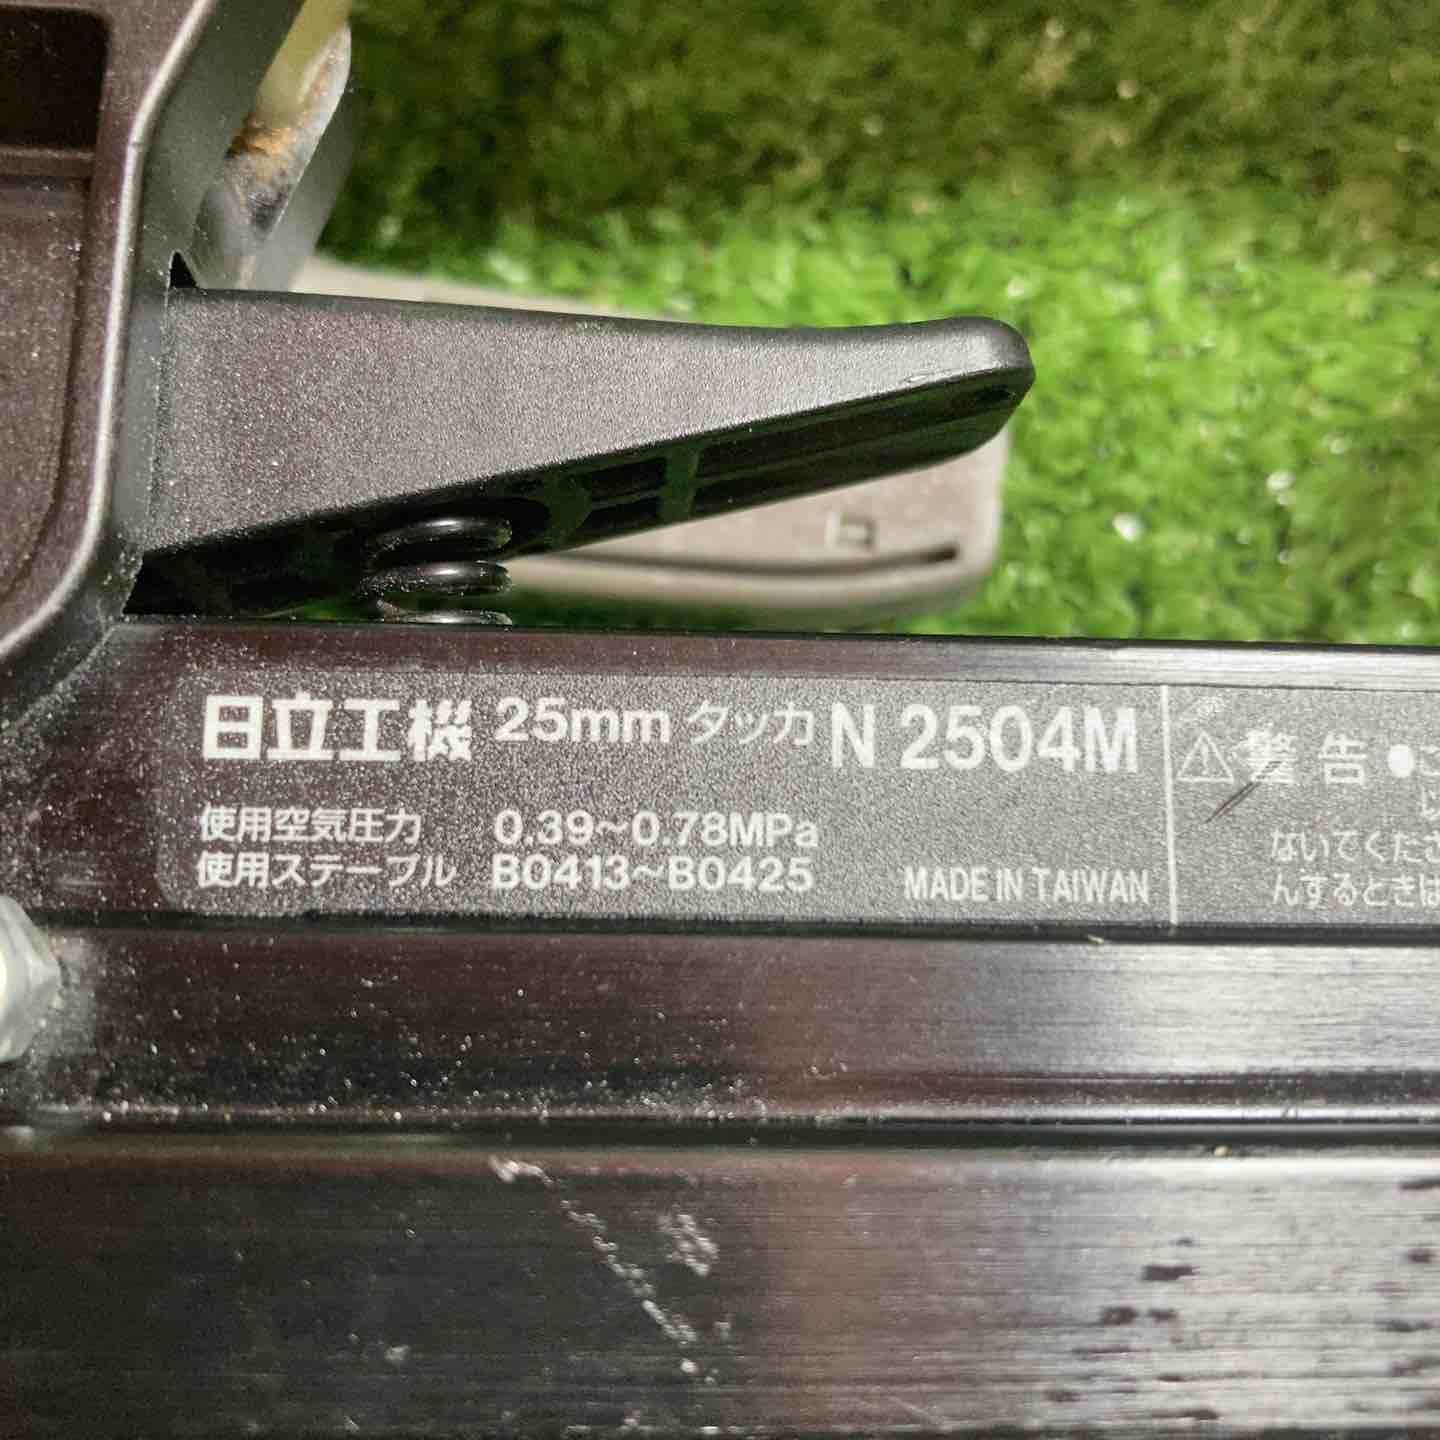 日立工機 25mm タッカ N 2504M
使用空気圧力 0.39~0.78MPa
使用ステープル B0413~B0425
MADE IN TAIWAN
⚠警告 ●
ないでくださ
んするときは